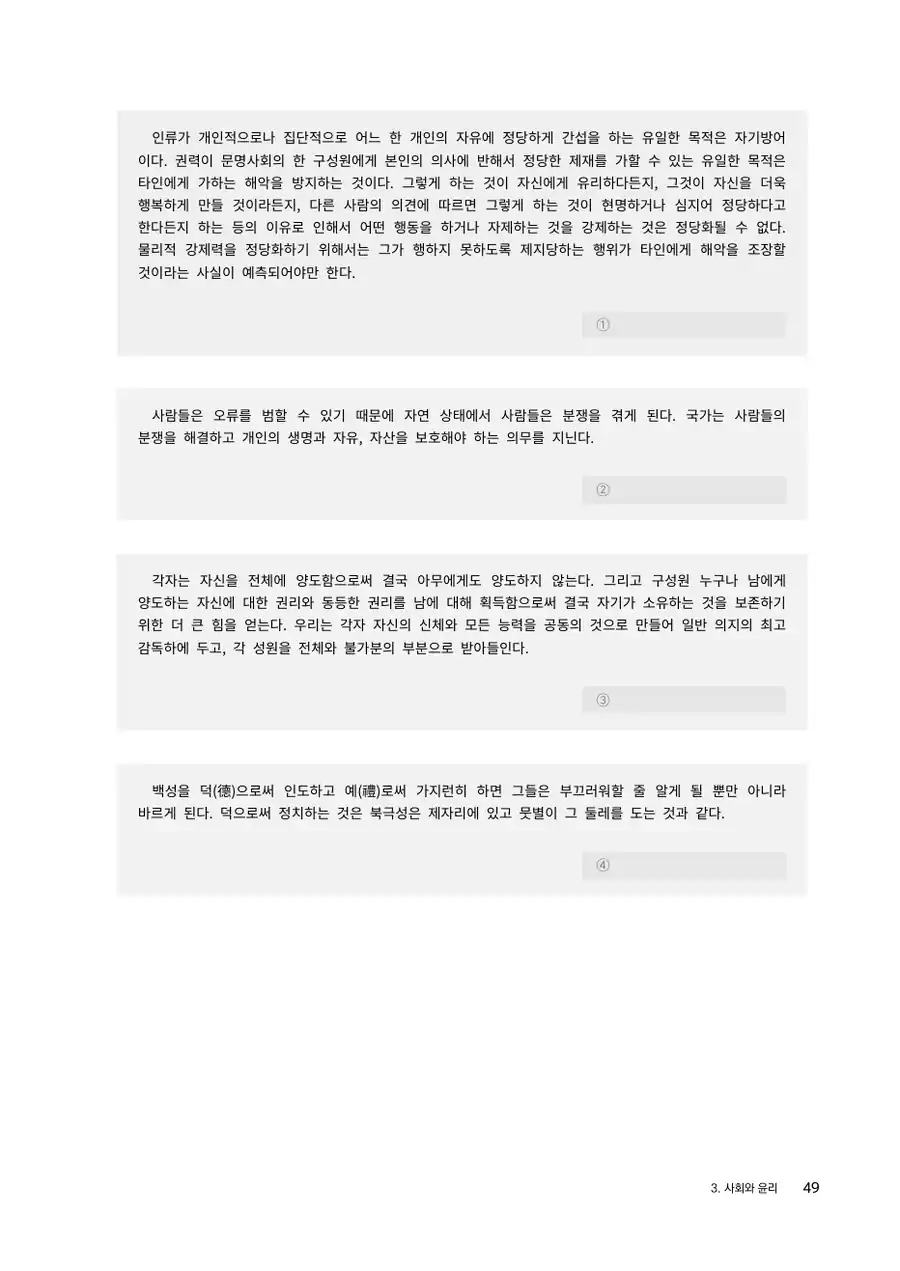 인류가 개인적으로나 집단적으로 어느 한 개인의 자유에 정당하게 간섭을 하는 유일한 목적은 자기방어
이다. 권력이 문명사회의 한 구성원에게 본인의 의사에 반해서 정당한 제재를 가할 수 있는 유일한 목적은
타인에게 가하는 해악을 방지하는 것이다. 그렇게 하는 것이 자신에게 유리하다든지, 그것이 자신을 더욱
행복하게 만들 것이라든지, 다른 사람의 의견에 따르면 그렇게 하는 것이 현명하거나 심지어 정당하다고
한다든지 하는 등의 이유로 인해서 어떤 행동을 하거나 자제하는 것을 강제하는 것은 정당화될 수 없다.
물리적 강제력을 정당화하기 위해서는 그가 행하지 못하도록 제지당하는 행위가 타인에게 해악을 조장할
것이라는 사실이 예측되어야만 한다.
①
사람들은 오류를 범할 수 있기 때문에 자연 상태에서 사람들은 분쟁을 겪게 된다. 국가는 사람들의
분쟁을 해결하고 개인의 생명과 자유, 자산을 보호해야 하는 의무를 지닌다.
②
각자는 자신을 전체에 양도함으로써 결국 아무에게도 양도하지 않는다. 그리고 구성원 누구나 남에게
양도하는 자신에 대한 권리와 동등한 권리를 남에 대해 획득함으로써 결국 자기가 소유하는 것을 보존하기
위한 더 큰 힘을 얻는다. 우리는 각자 자신의 신체와 모든 능력을 공동의 것으로 만들어 일반 의지의 최고
감독하에 두고, 각 성원을 전체와 불가분의 부분으로 받아들인다.
③
백성을 덕(德)으로써 인도하고 예(禮)로써 가지런히 하면 그들은 부끄러워할 줄 알게 될 뿐만 아니라
바르게 된다. 덕으로써 정치하는 것은 북극성은 제자리에 있고 뭇별이 그 둘레를 도는 것과 같다.
④
3. 사회와 윤리 49